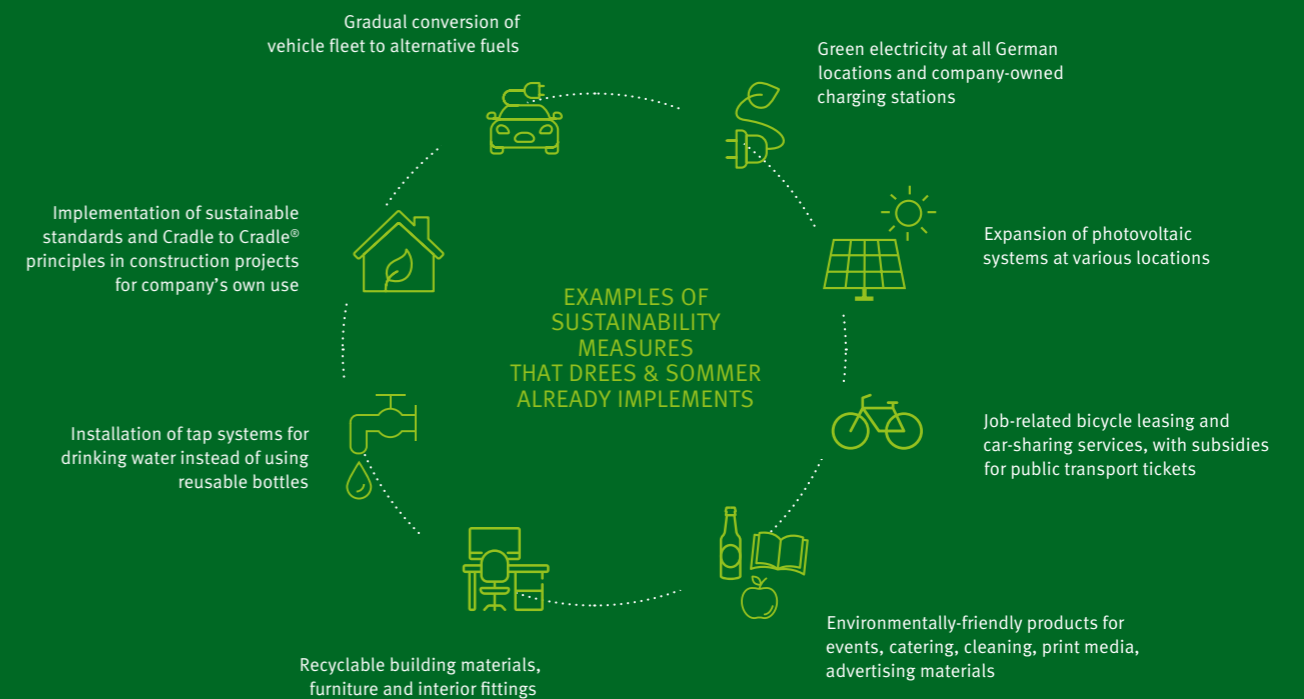 Gradual conversion of
vehicle fleet to alternative fuels
Green electricity at all German
locations and company-owned
charging stations
Implementation of sustainable
standards and Cradle to Cradle®
principles in construction projects
for company’s own use
Expansion of photovoltaic
systems at various locations
EXAMPLES OF
SUSTAINABILITY
MEASURES
THAT DREES & SOMMER
ALREADY IMPLEMENTS
Installation of tap systems for
drinking water instead of using
reusable bottles
Job-related bicycle leasing and
car-sharing services, with subsidies
for public transport tickets
Recyclable building materials,
furniture and interior fittings
Environmentally-friendly products for
events, catering, cleaning, print media,
advertising materials